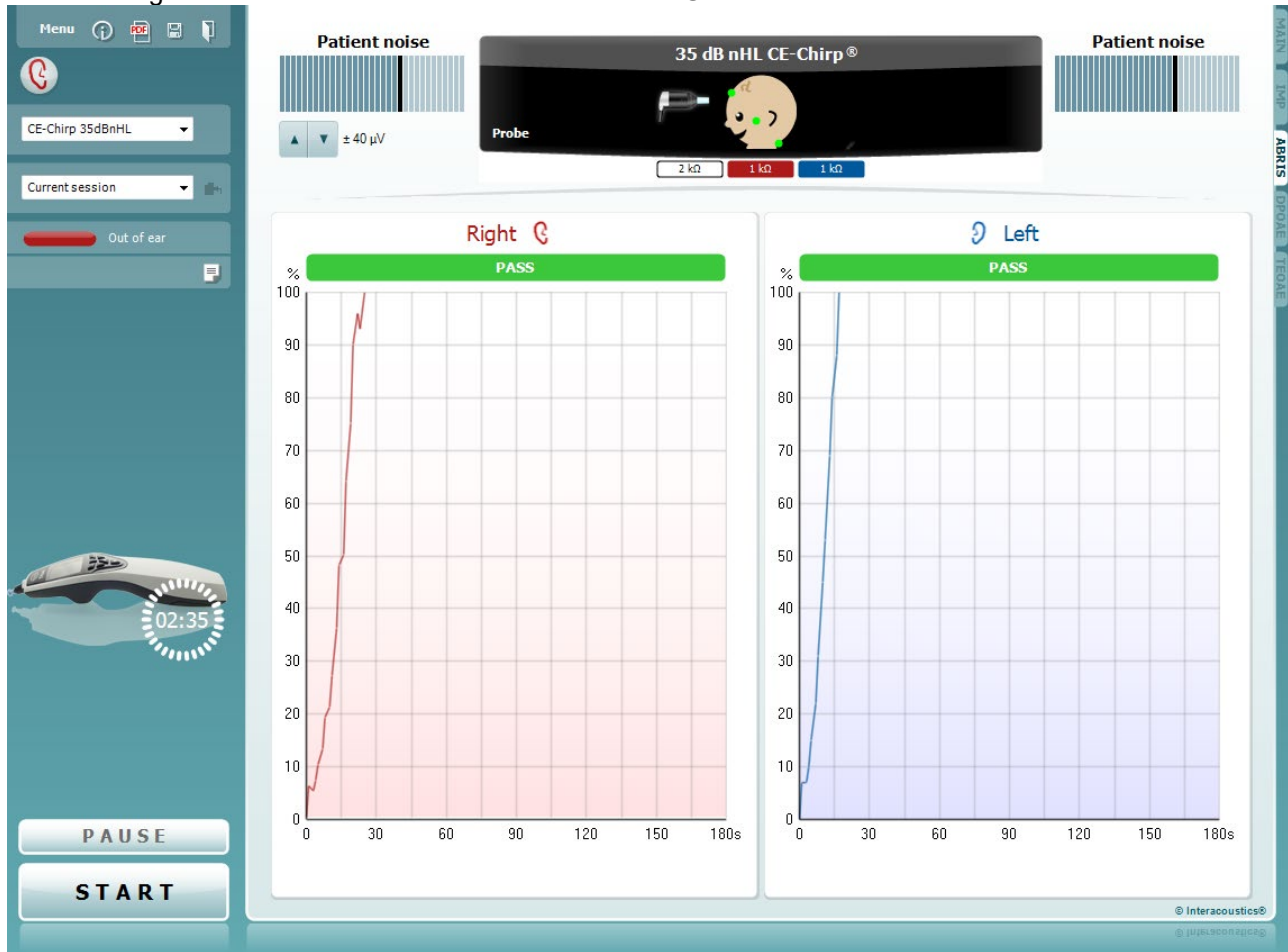 Menu
PDF
CE-Chirp 35dBnHL
Current session
Out of ear
02:35
PAUSE
START
Patient noise
± 40 µV
35 dB nHL CE-Chirp®
Probe
2 kΩ 1 kΩ 1 kΩ
Patient noise
MAIN
IMP
ABRIS
DPOAE
TEOAE
Right
PASS
%
100
90
80
70
60
50
40
30
20
10
0
0 30 60 90 120 150 180s
Left
PASS
%
100
90
80
70
60
50
40
30
20
10
0
0 30 60 90 120 150 180s
© Interacoustics®